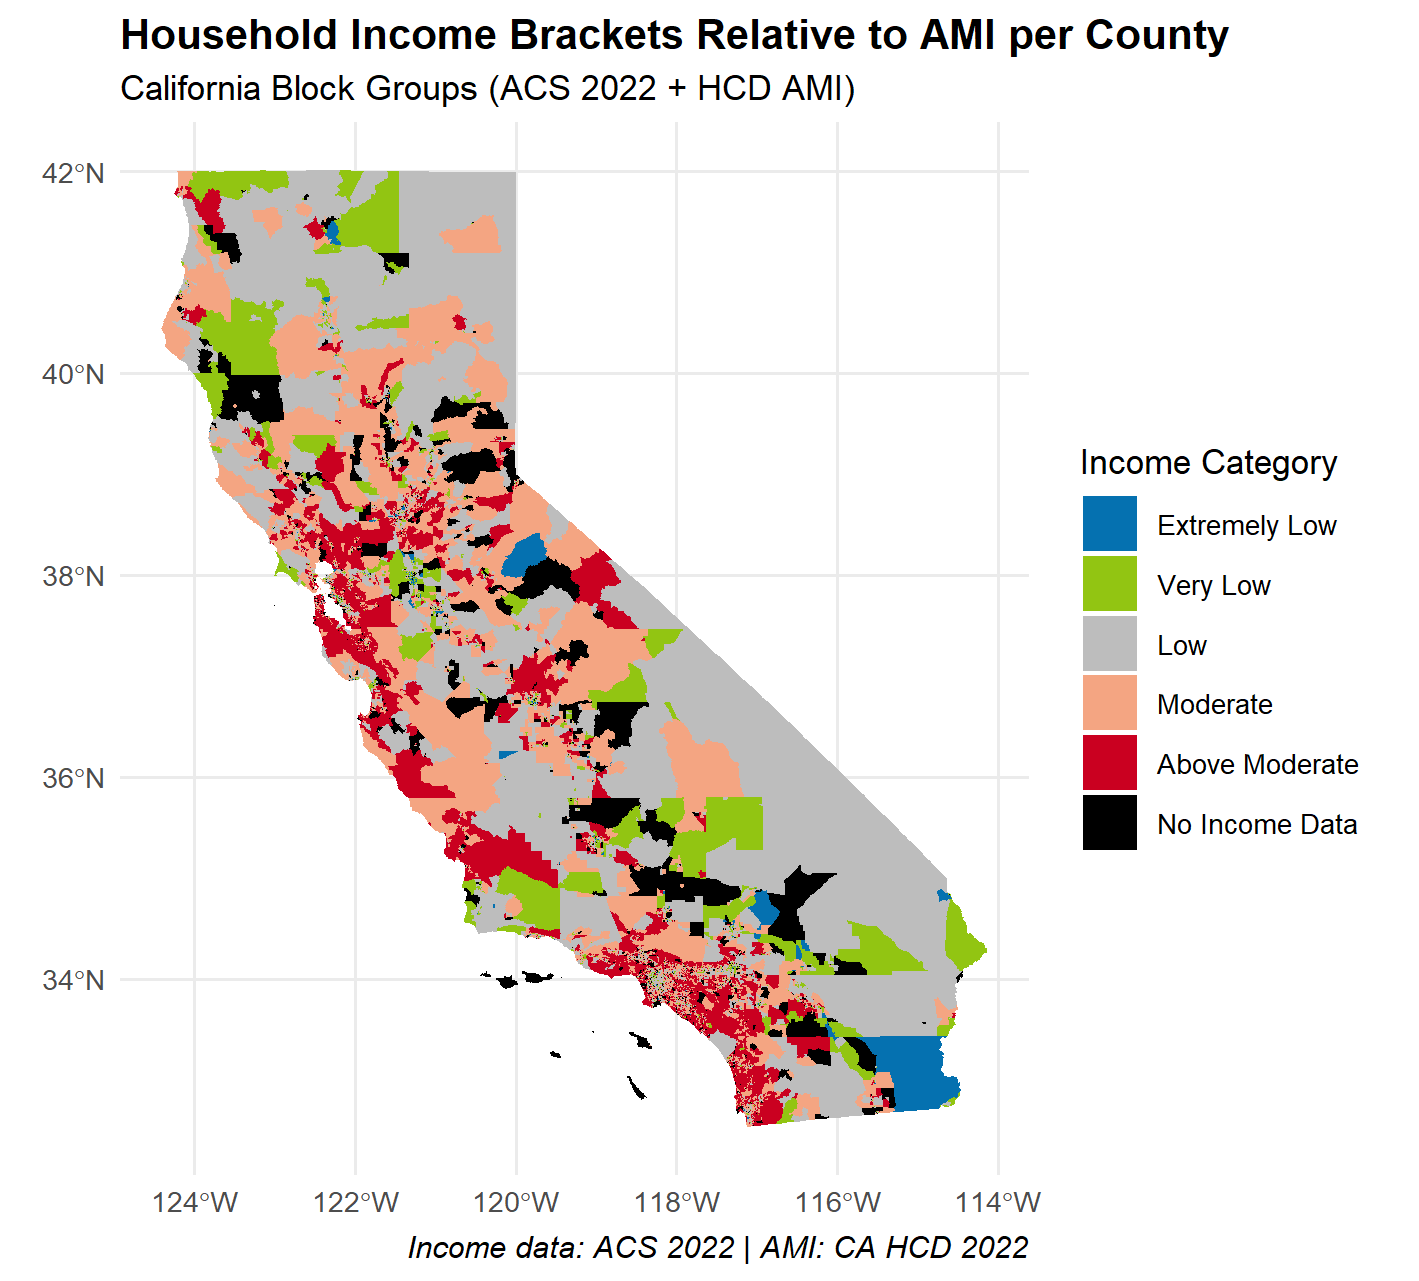 Household Income Brackets Relative to AMI per County
California Block Groups (ACS 2022 + HCD AMI)
42°N
40°N
38°N
36°N
34°N
124°W
122°W
120°W
118°W
116°W
114°W
Income Category
Extremely Low
Very Low
Low
Moderate
Above Moderate
No Income Data
Income data: ACS 2022 | AMI: CA HCD 2022